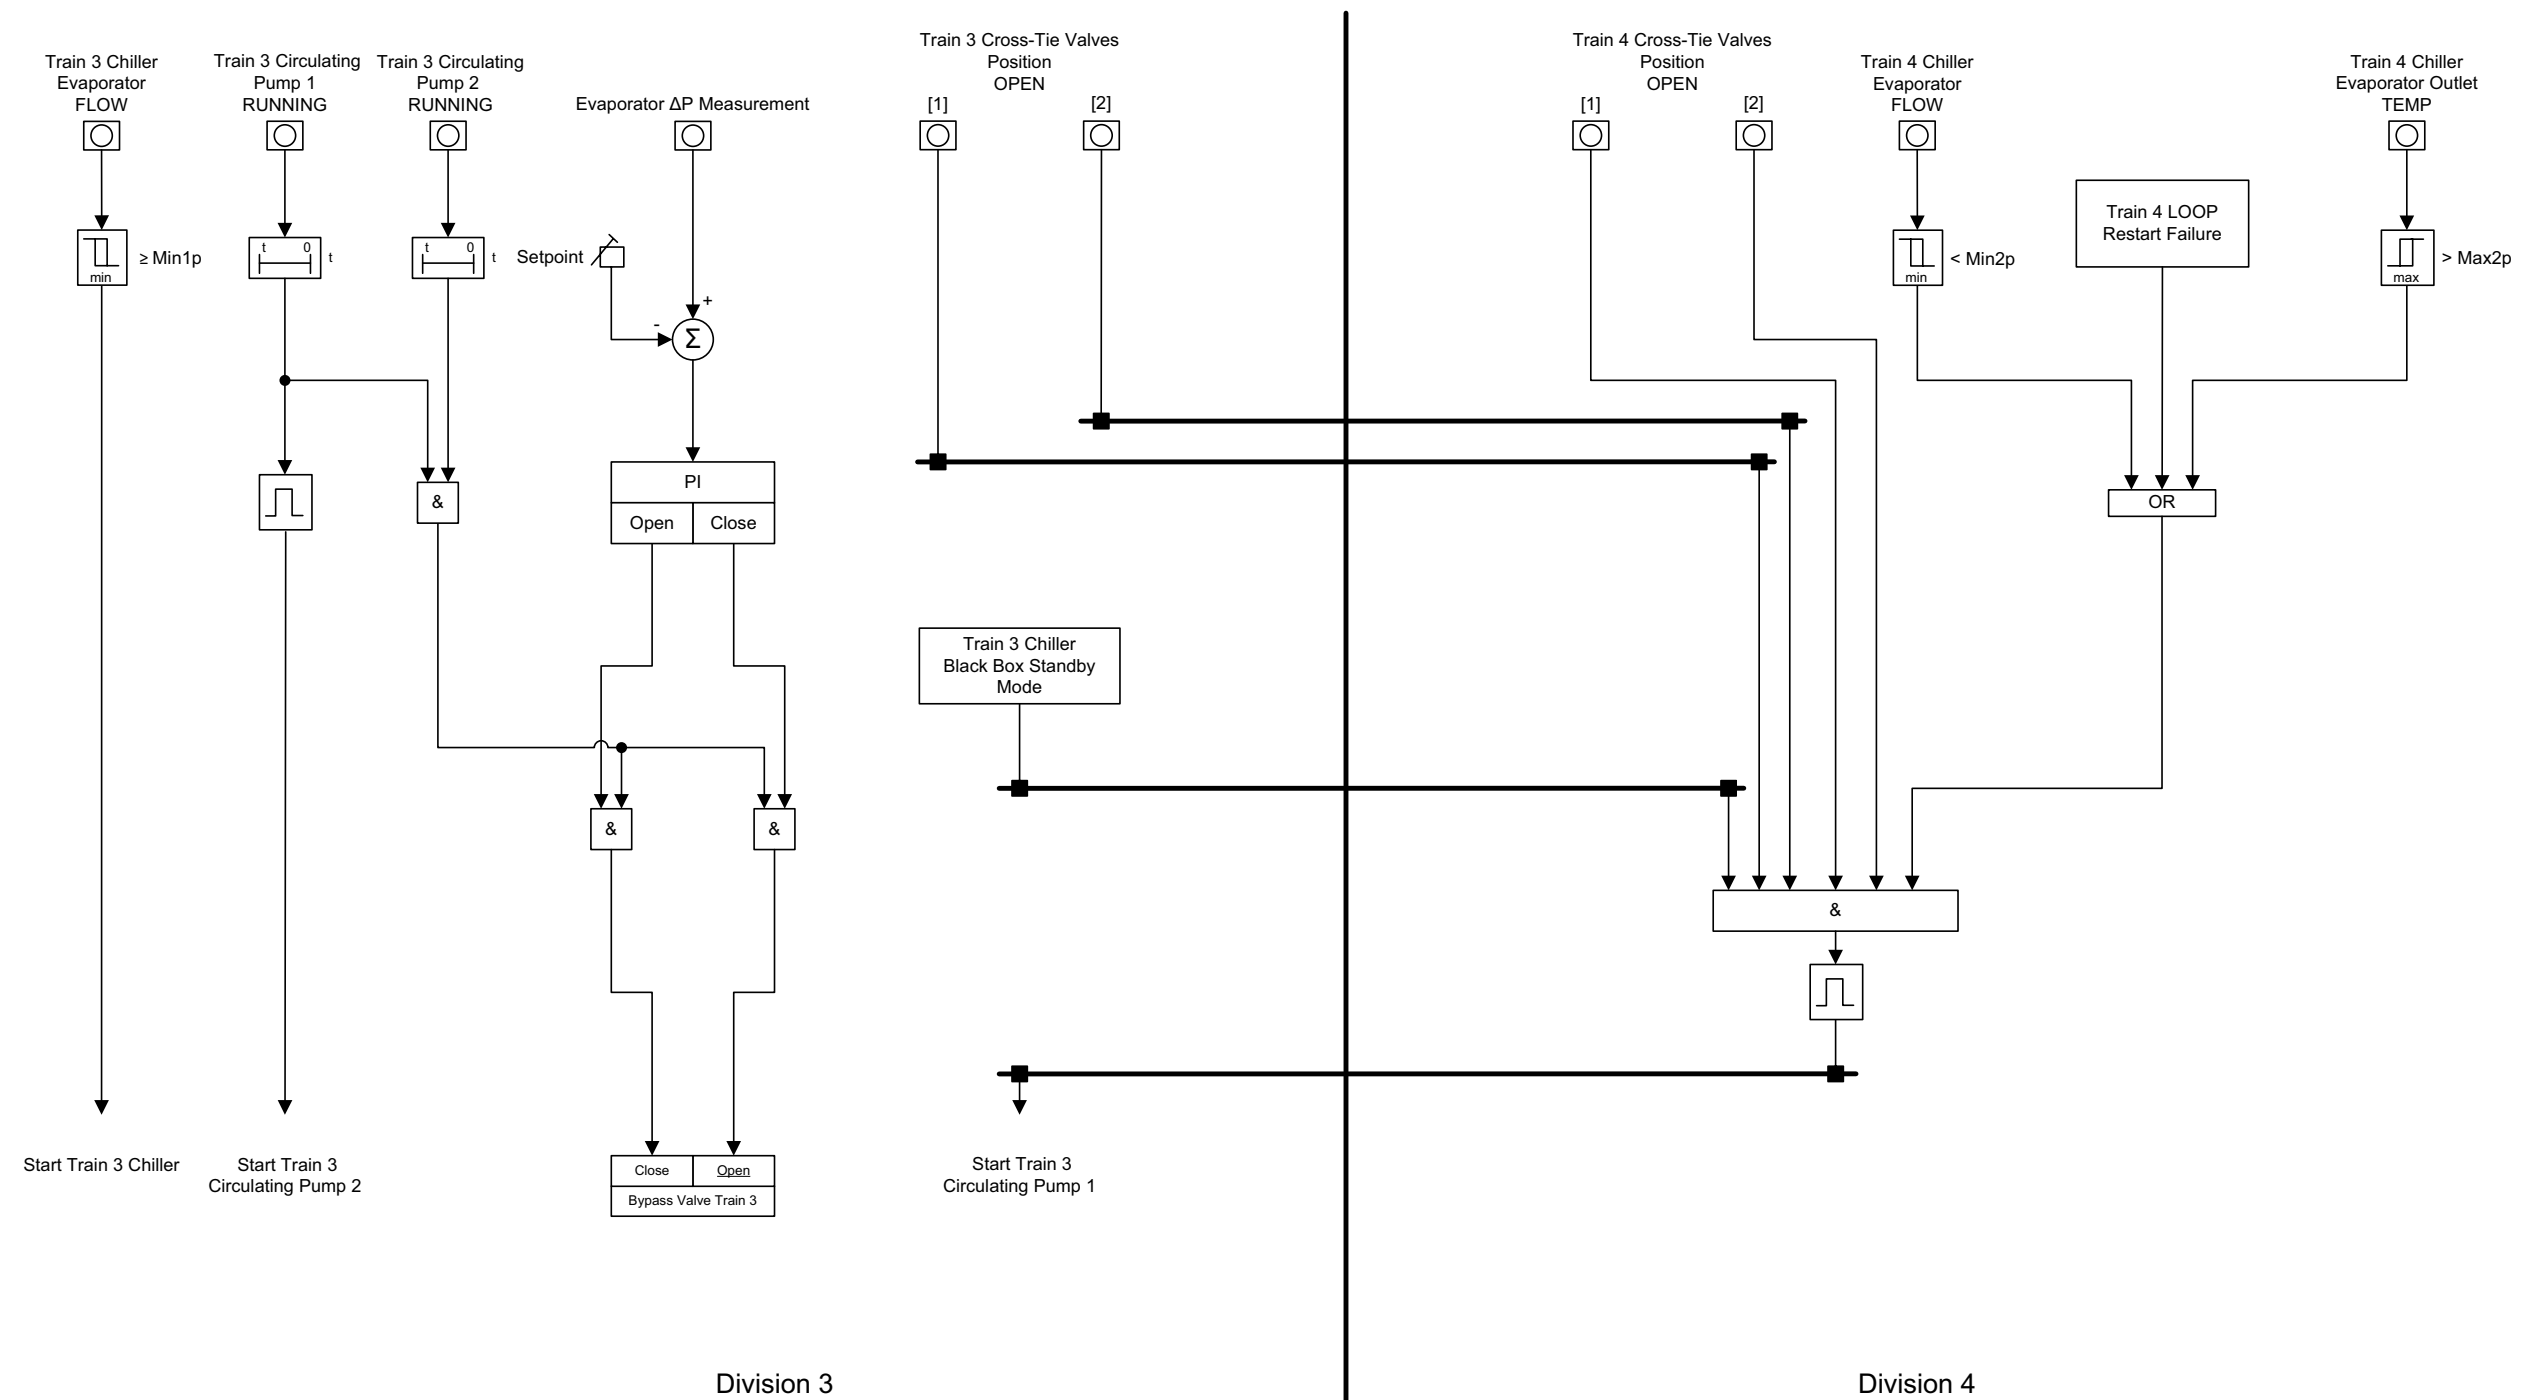 Train 3 Chiller
Evaporator
FLOW
Train 3 Circulating
Pump 1
RUNNING
Train 3 Circulating
Pump 2
RUNNING
Evaporator ΔP Measurement
Train 3 Cross-Tie Valves
Position
OPEN
[1]
[2]
Train 4 Cross-Tie Valves
Position
OPEN
[1]
[2]
Train 4 Chiller
Evaporator
FLOW
Train 4 Chiller
Evaporator Outlet
TEMP
min
≥ Min1p
t 0
t
t 0
t
Setpoint
+
-
Σ
min
< Min2p
Train 4 LOOP
Restart Failure
max
> Max2p
&
PI
Open
Close
OR
Train 3 Chiller
Black Box Standby
Mode
&
&
&
Start Train 3 Chiller
Start Train 3
Circulating Pump 2
Close
Open
Bypass Valve Train 3
Start Train 3
Circulating Pump 1
Division 3
Division 4